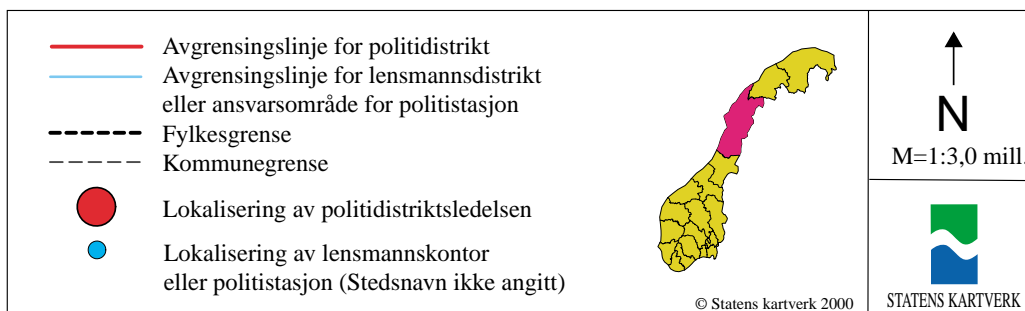 Avgrensingslinje for politidistrikt
Avgrensingslinje for lensmannsdistrikt
eller ansvarsområde for politistasjon
Fylkesgrense
Kommunegrense
Lokalisering av politidistriktsledelsen
Lokalisering av lensmannskontor
eller politistasjon (Stedsnavn ikke angitt)
© Statens kartverk 2000
N
M=1:3,0 mill.
STATENS KARTVERK